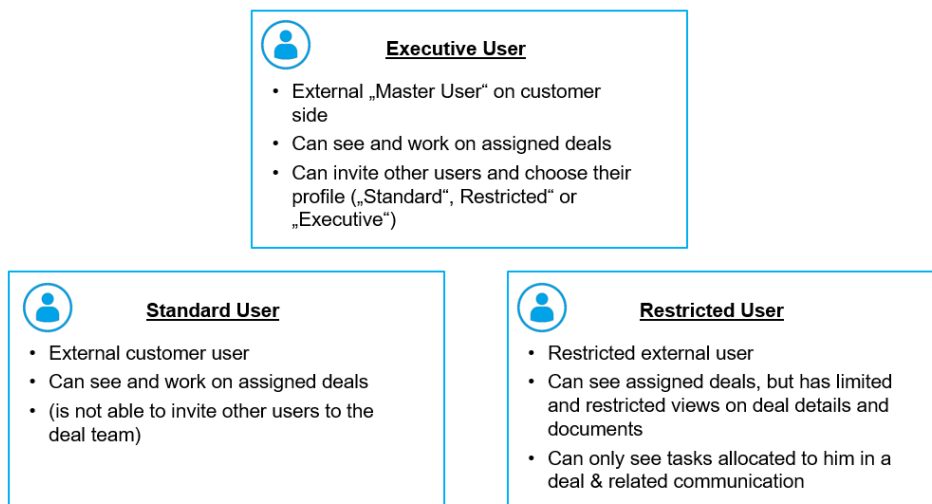 Executive User
• External „Master User“ on customer
side
• Can see and work on assigned deals
• Can invite other users and choose their
profile („Standard“, Restricted“ or
„Executive“)
Standard User
• External customer user
• Can see and work on assigned deals
• (is not able to invite other users to the
deal team)
Restricted User
• Restricted external user
• Can see assigned deals, but has limited
and restricted views on deal details and
documents
• Can only see tasks allocated to him in a
deal & related communication